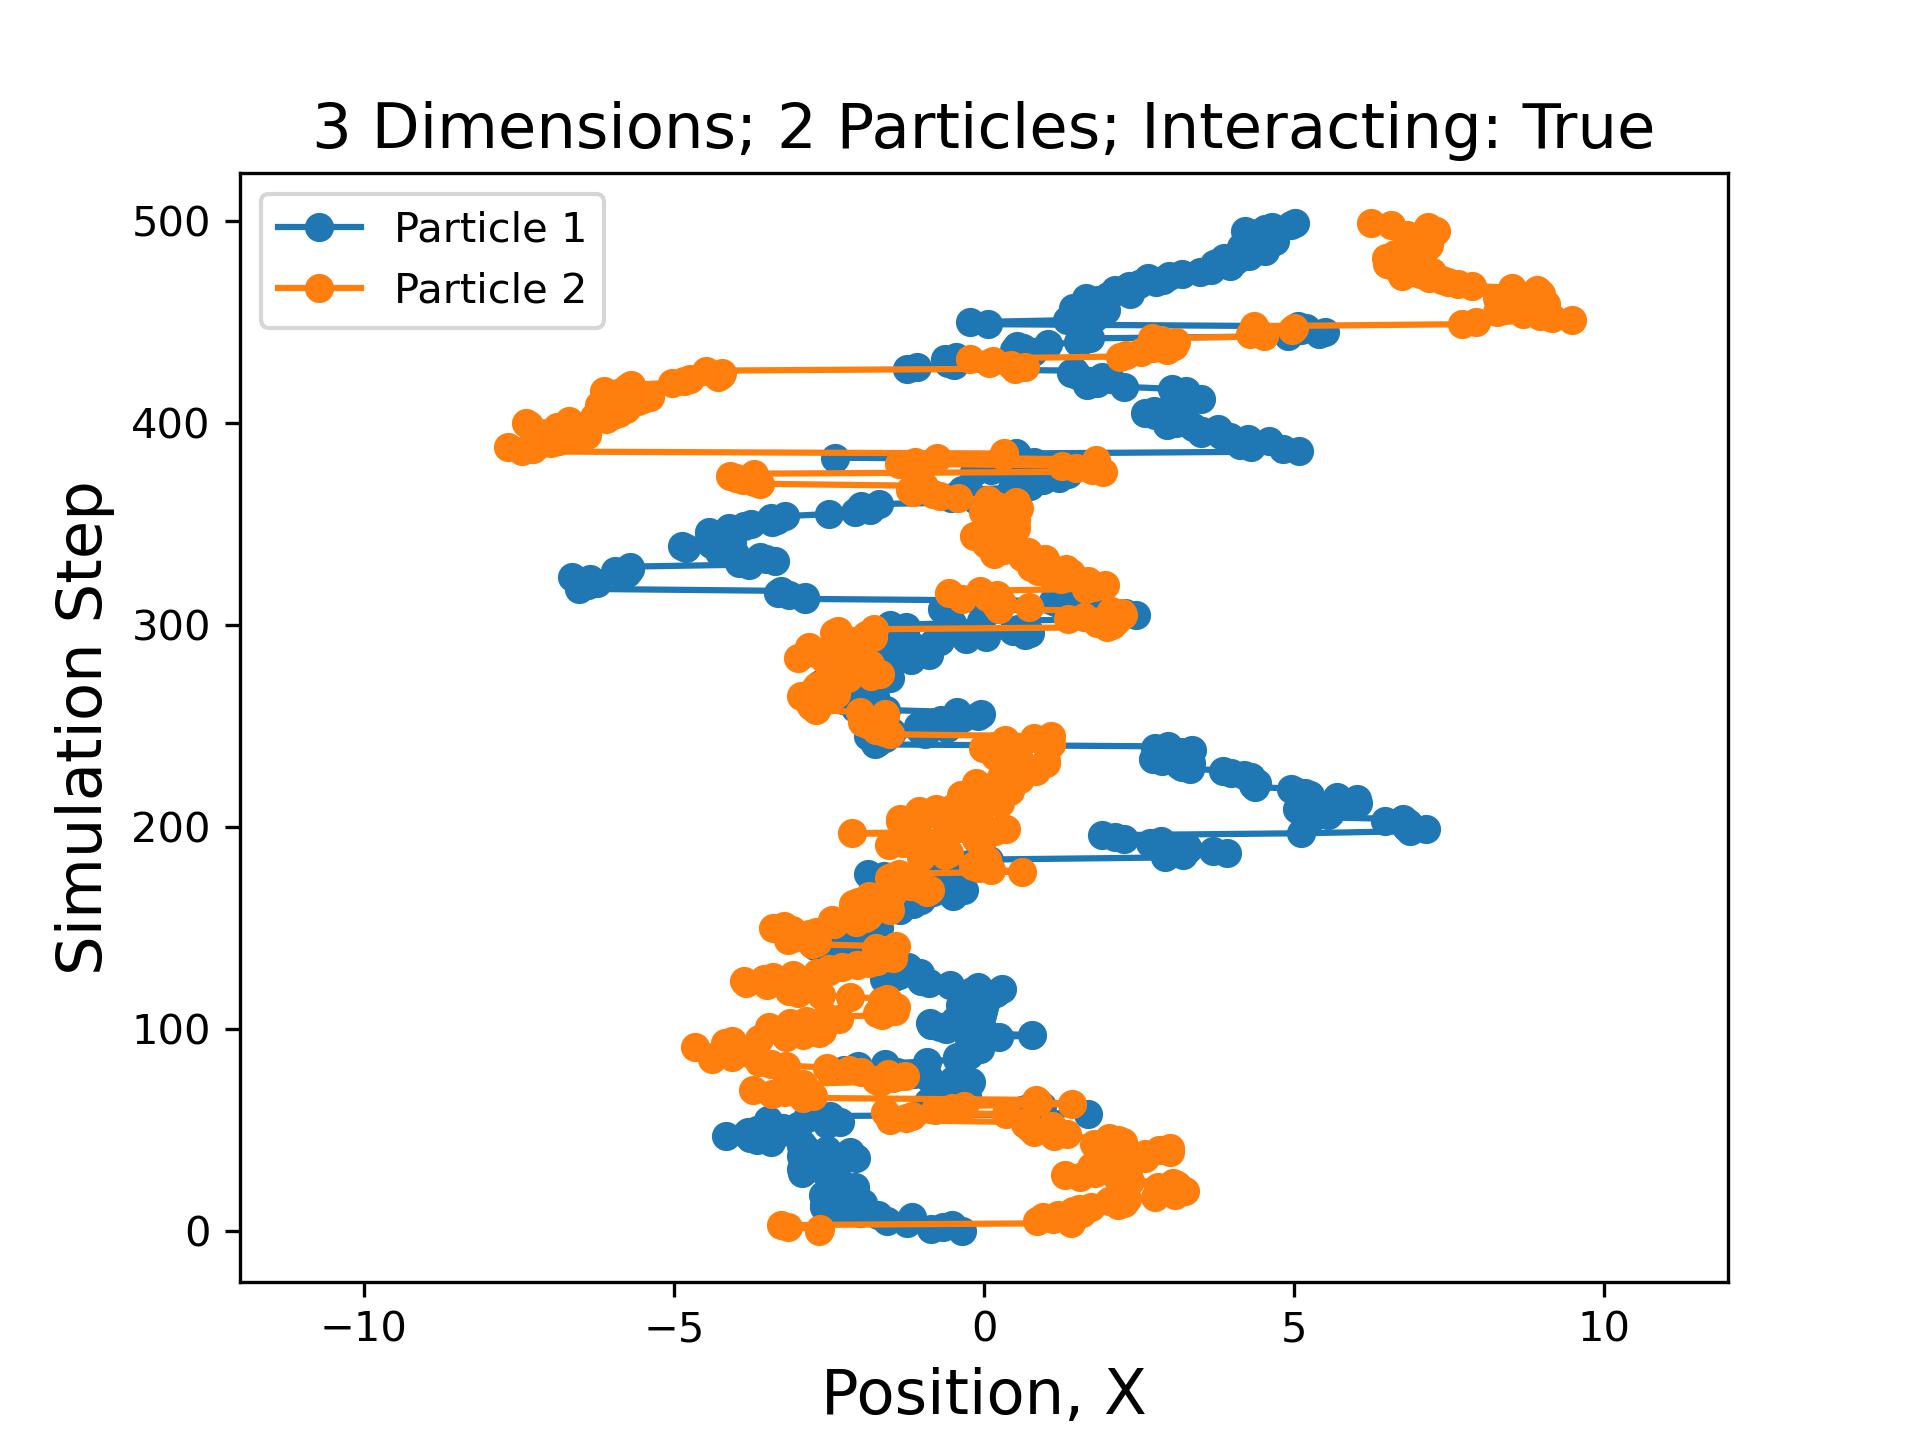 3 Dimensions; 2 Particles; Interacting: True
Particle 1
Particle 2
Simulation Step
500
400
300
200
100
0
−10
−5
0
5
10
Position, X